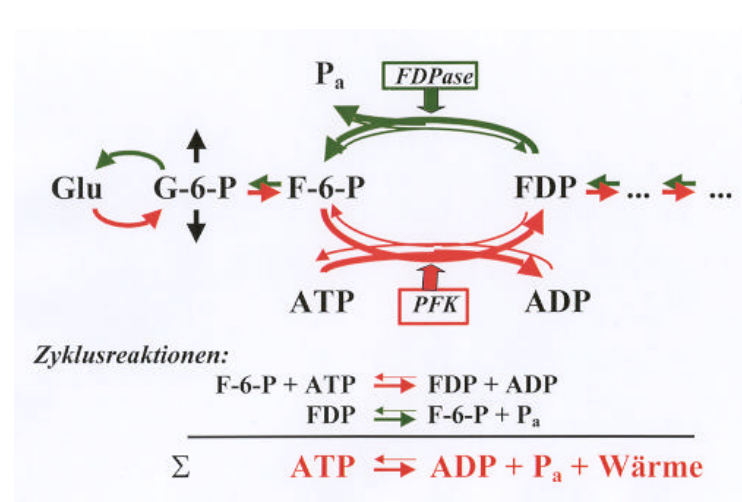 Pₐ FDPase
Glu G-6-P F-6-P FDP ... ...
ATP PFK ADP
Zyklusreaktionen:
F-6-P + ATP ⇆ FDP + ADP
FDP ⇆ F-6-P + Pₐ
Σ ATP ⇆ ADP + Pₐ + Wärme